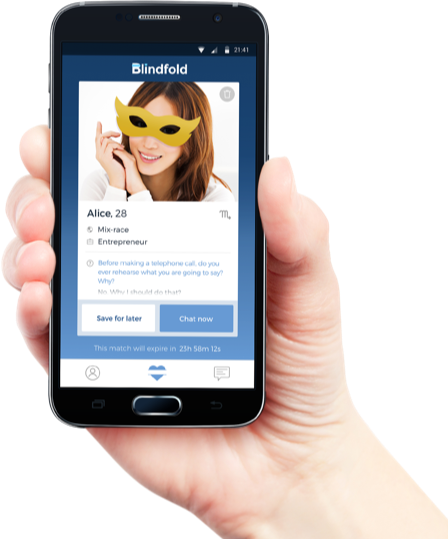 21:41
Blindfold
Alice, 28
Mix-race
Entrepreneur
Before making a telephone call, do you
ever rehearse what you are going to say?
Why?
No. Why I should do that?
Save for later
Chat now
This match will expire in 23h 58m 12s